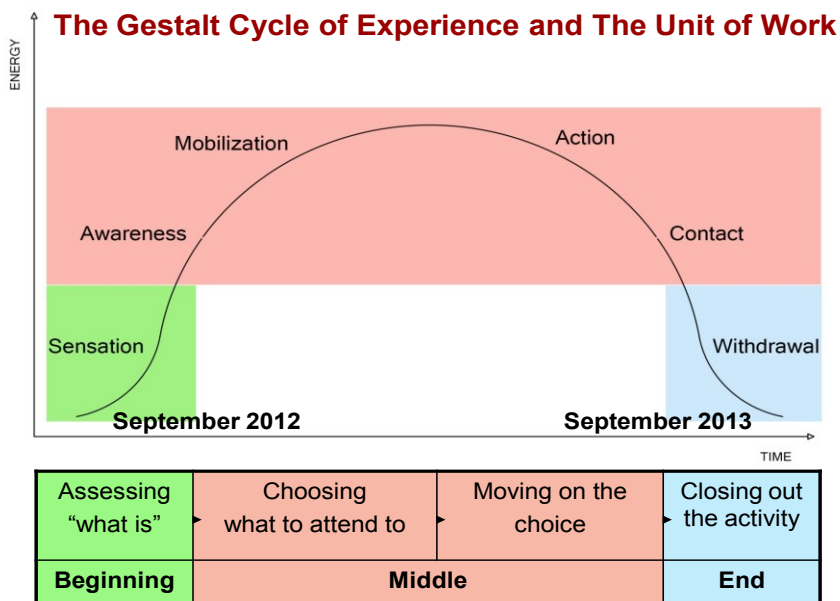 The Gestalt Cycle of Experience and The Unit of Work
ENERGY
Mobilization
Action
Awareness
Contact
Sensation
Withdrawal
September 2012
September 2013
TIME
Assessing
“what is”
Choosing
what to attend to
Moving on the
choice
Closing out
the activity
Beginning
Middle
End